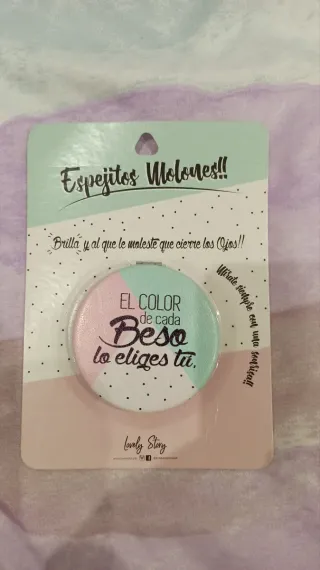 Espejitos Molones!!
"Brilla" y al que le moleste que cierre los Ojos!!
EL COLOR
de cada
Beso
lo eliges tú.
Mírate siempre con una sonrisa!!
Lovely Story